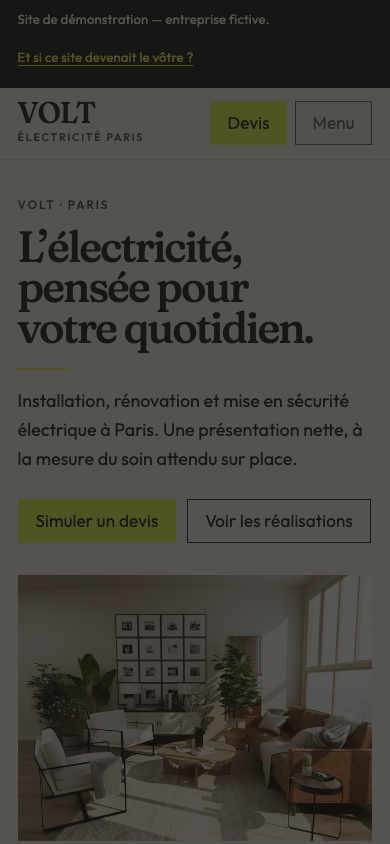 Site de démonstration — entreprise fictive.
Et si ce site devenait le vôtre ?
VOLT
ÉLECTRICITÉ PARIS
Devis
Menu
VOLT · PARIS
L’électricité,
pensée pour
votre quotidien.
Installation, rénovation et mise en sécurité
électrique à Paris. Une présentation nette, à
la mesure du soin attendu sur place.
Simuler un devis
Voir les réalisations